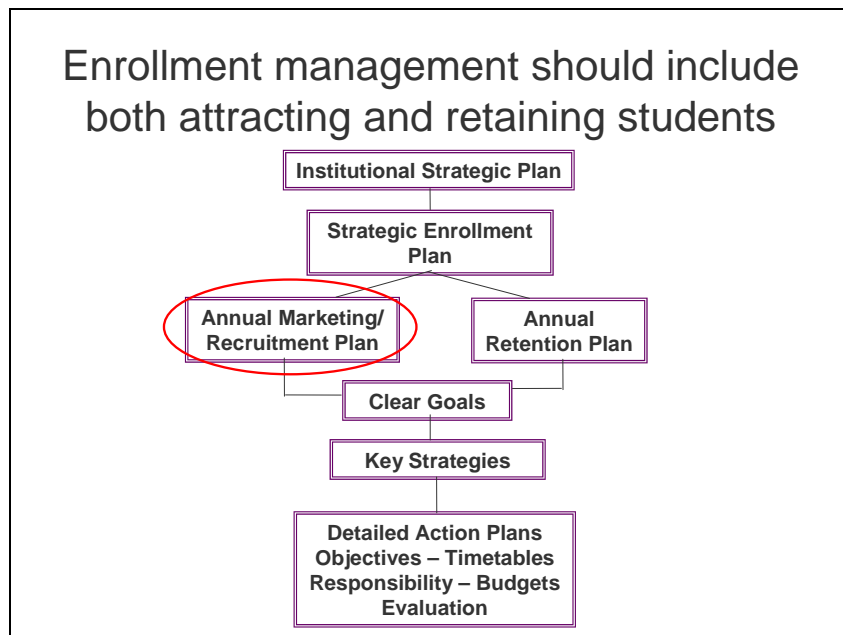 Enrollment management should include
both attracting and retaining students
Institutional Strategic Plan
Strategic Enrollment
Plan
Annual Marketing/
Recruitment Plan
Annual
Retention Plan
Clear Goals
Key Strategies
Detailed Action Plans
Objectives – Timetables
Responsibility – Budgets
Evaluation